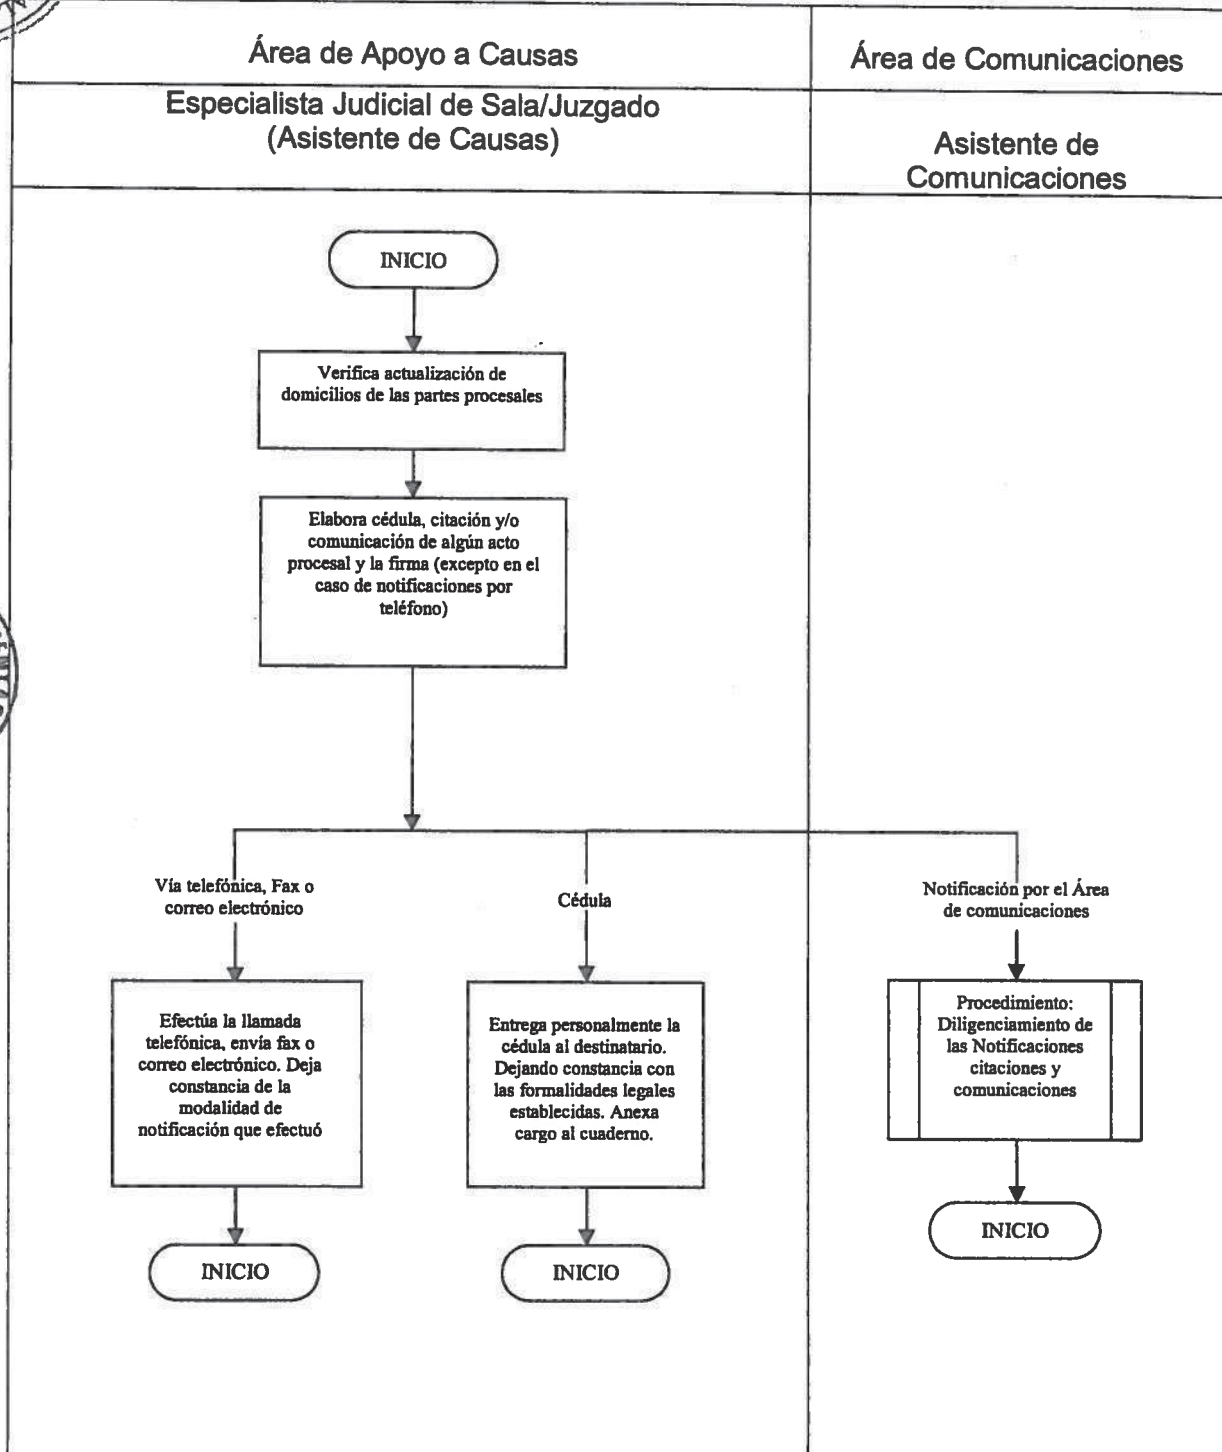 Área de Apoyo a Causas
Área de Comunicaciones
Especialista Judicial de Sala/Juzgado
(Asistente de Causas)
Asistente de
Comunicaciones
INICIO
Verifica actualización de
domicilios de las partes procesales
Elabora cédula, citación y/o
comunicación de algún acto
procesal y la firma (excepto en el
caso de notificaciones por
teléfono)
Vía telefónica, Fax o
correo electrónico
Cédula
Notificación por el Área
de comunicaciones
Efectúa la llamada
telefónica, envía fax o
correo electrónico. Deja
constancia de la
modalidad de
notificación que efectuó
Entrega personalmente la
cédula al destinatario.
Dejando constancia con
las formalidades legales
establecidas. Anexa
cargo al cuaderno.
Procedimiento:
Diligenciamiento de
las Notificaciones
citaciones y
comunicaciones
INICIO
INICIO
INICIO